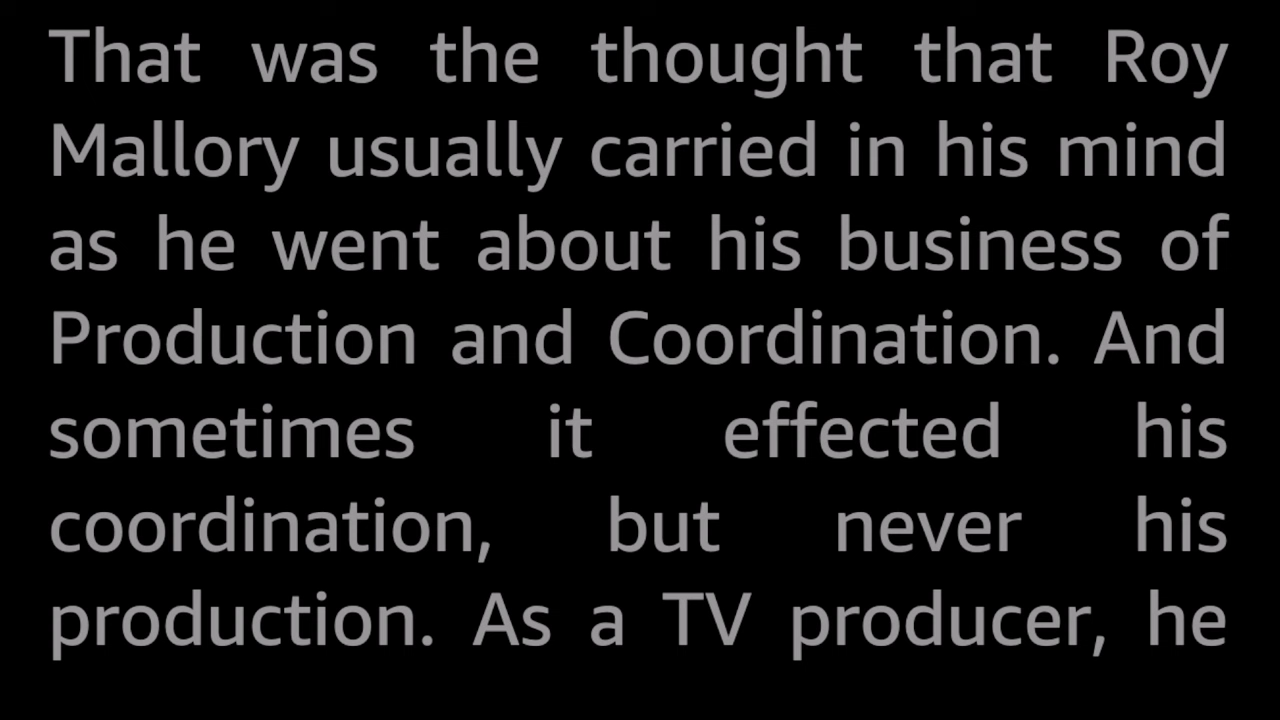 That was the thought that Roy
Mallory usually carried in his mind
as he went about his business of
Production and Coordination. And
sometimes it effected his
coordination, but never his
production. As a TV producer, he